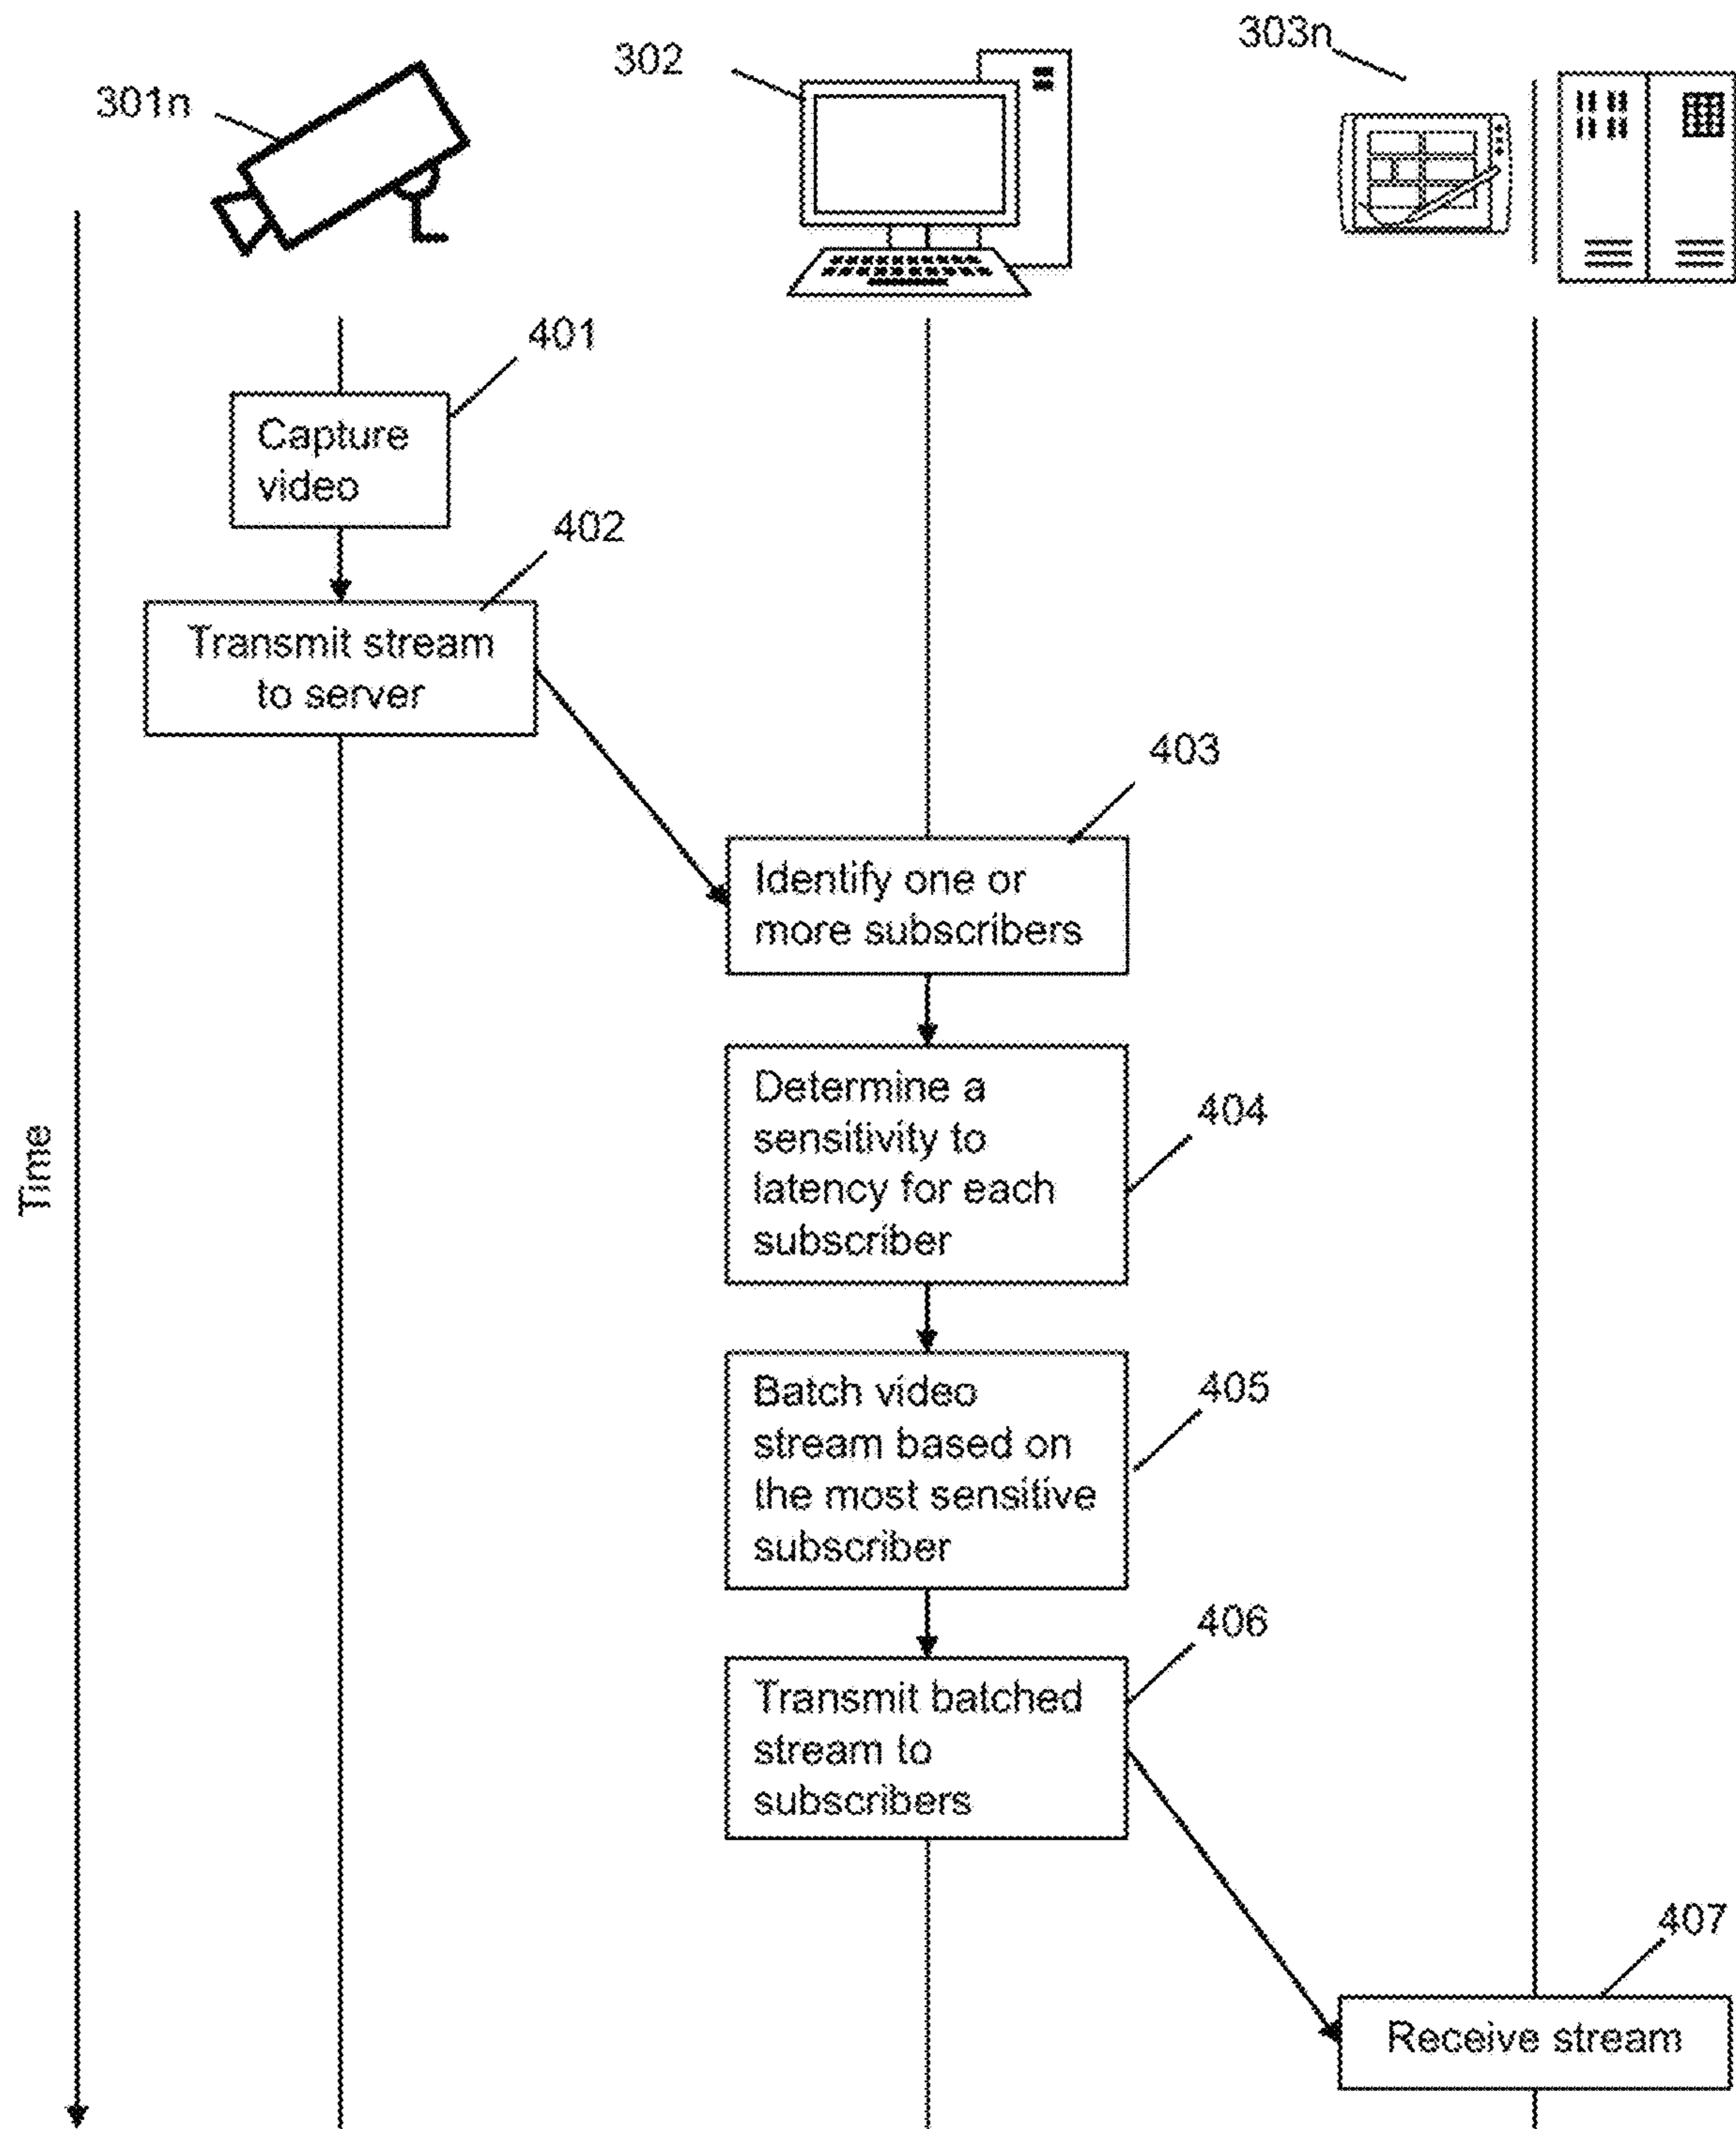 303n
302
301n
401
Capture
video
402
Transmit stream
to server
403
Identify one or
more subscribers
Determine a
sensitivity to
latency for each
subscriber
404
Time
Batch video
stream based on
the most sensitive
subscriber
405
406
Transmit batched
stream to
subscribers
407
Receive stream